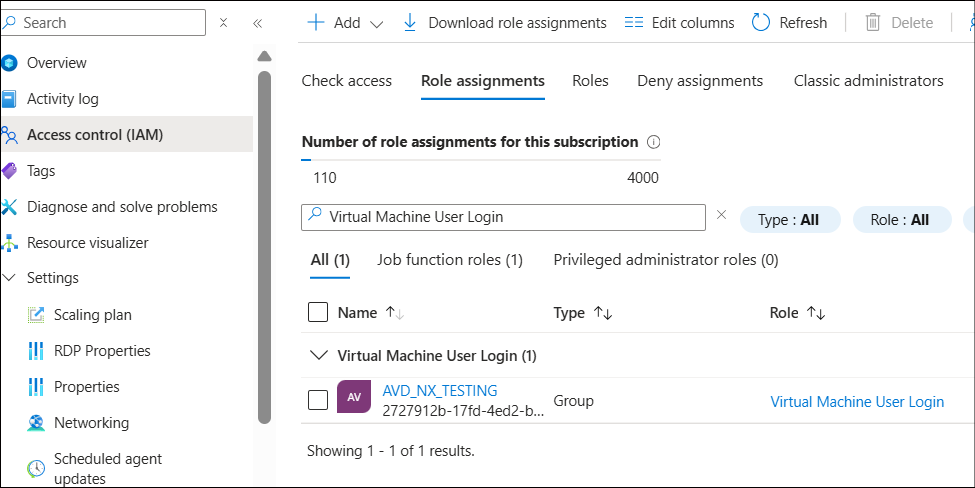 Search
Overview
Activity log
Access control (IAM)
Tags
Diagnose and solve problems
Resource visualizer
Settings
Scaling plan
RDP Properties
Properties
Networking
Scheduled agent
updates
Add Download role assignments Edit columns Refresh Delete
Check access Role assignments Roles Deny assignments Classic administrators
Number of role assignments for this subscription
110 4000
Virtual Machine User Login Type : All Role : All
All (1) Job function roles (1) Privileged administrator roles (0)
Name Type Role
Virtual Machine User Login (1)
AV AVD_NX_TESTING Group Virtual Machine User Login
2727912b-17fd-4ed2-b...
Showing 1 - 1 of 1 results.